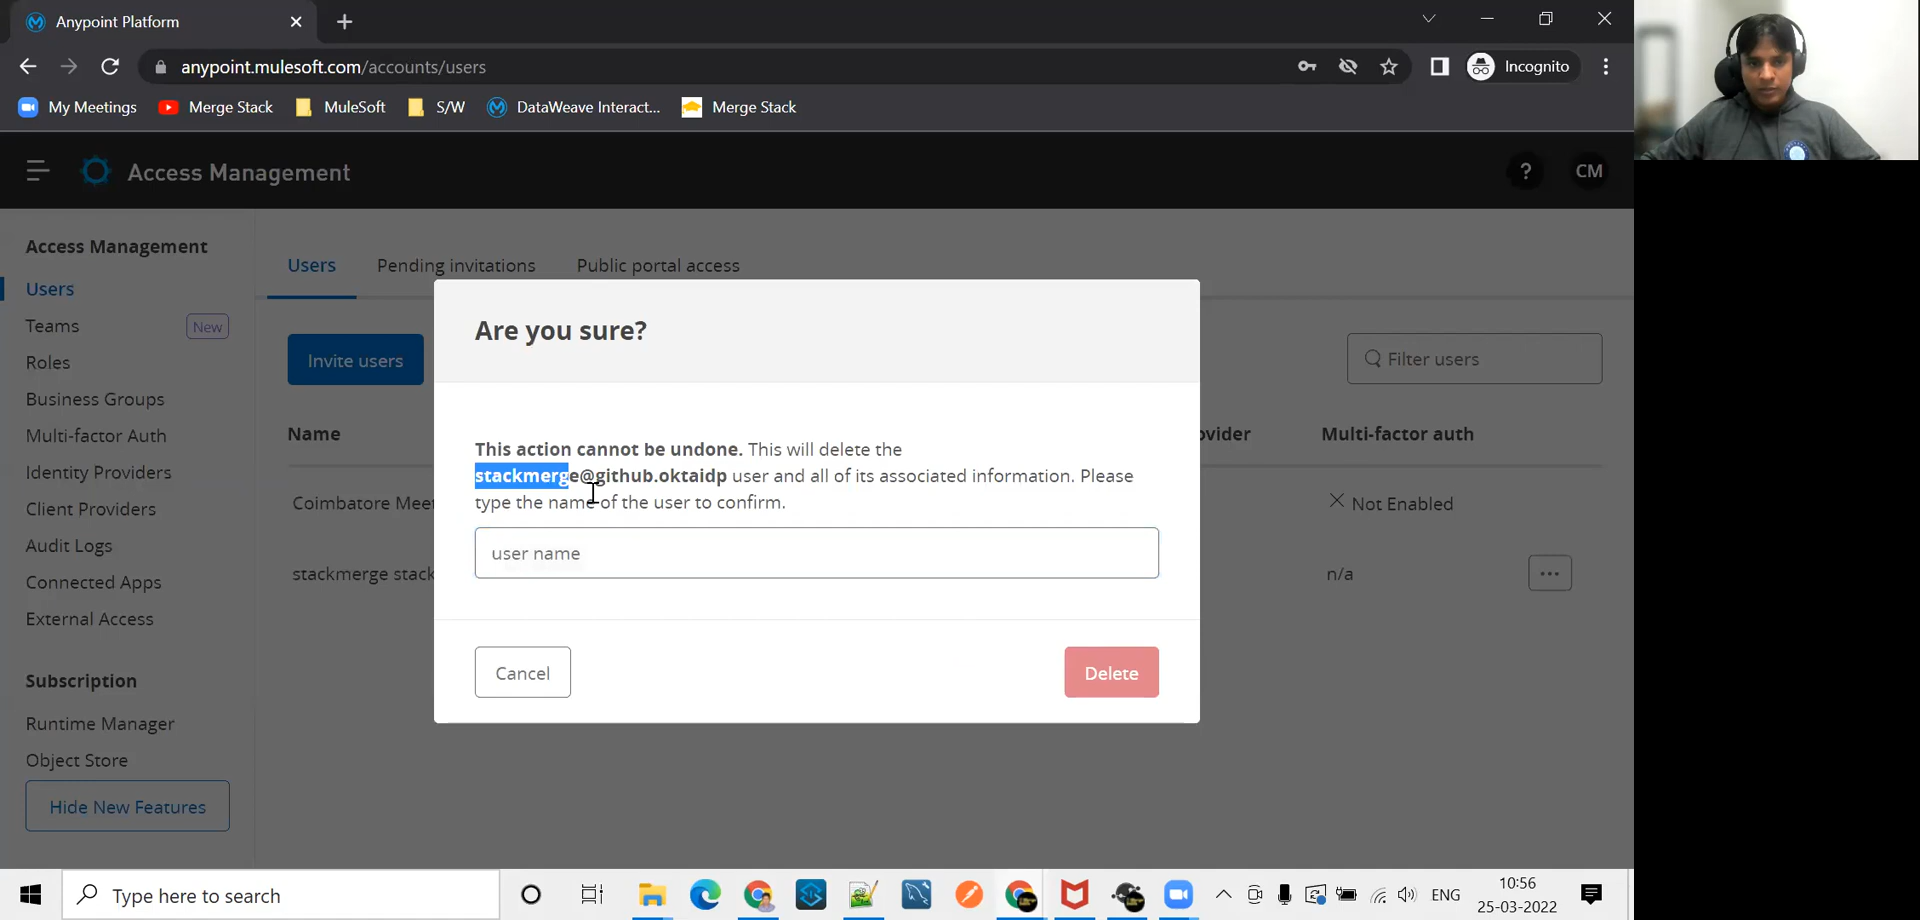 Anypoint Platform
anypoint.mulesoft.com/accounts/users
Incognito
My Meetings
Merge Stack
MuleSoft
S/W
DataWeave Interact...
Merge Stack
Access Management
?
CM
Access Management
Users
Teams
New
Roles
Business Groups
Multi-factor Auth
Identity Providers
Client Providers
Audit Logs
Connected Apps
External Access
Subscription
Runtime Manager
Object Store
Hide New Features
Users
Pending invitations
Public portal access
Invite users
Filter users
Name
ovider
Multi-factor auth
Coimbatore Meet
Not Enabled
stackmerge stack
n/a
...
Are you sure?
This action cannot be undone. This will delete the
stackmerge@github.oktaidp user and all of its associated information. Please
type the name of the user to confirm.
user name
Cancel
Delete
Type here to search
ENG
10:56
25-03-2022